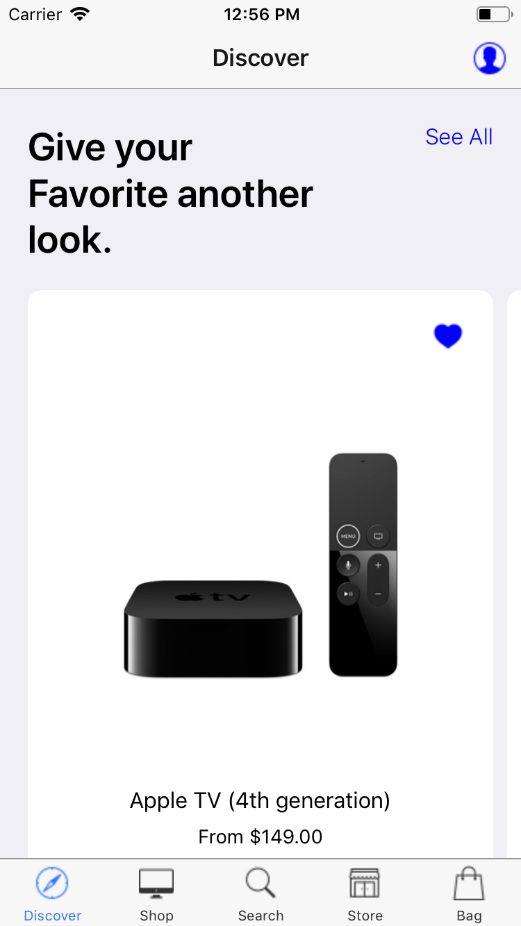 Carrier 12:56 PM
Discover
See All
Give your
Favorite another
look.
MENU
tv
Apple TV (4th generation)
From $149.00
Discover Shop Search Store Bag